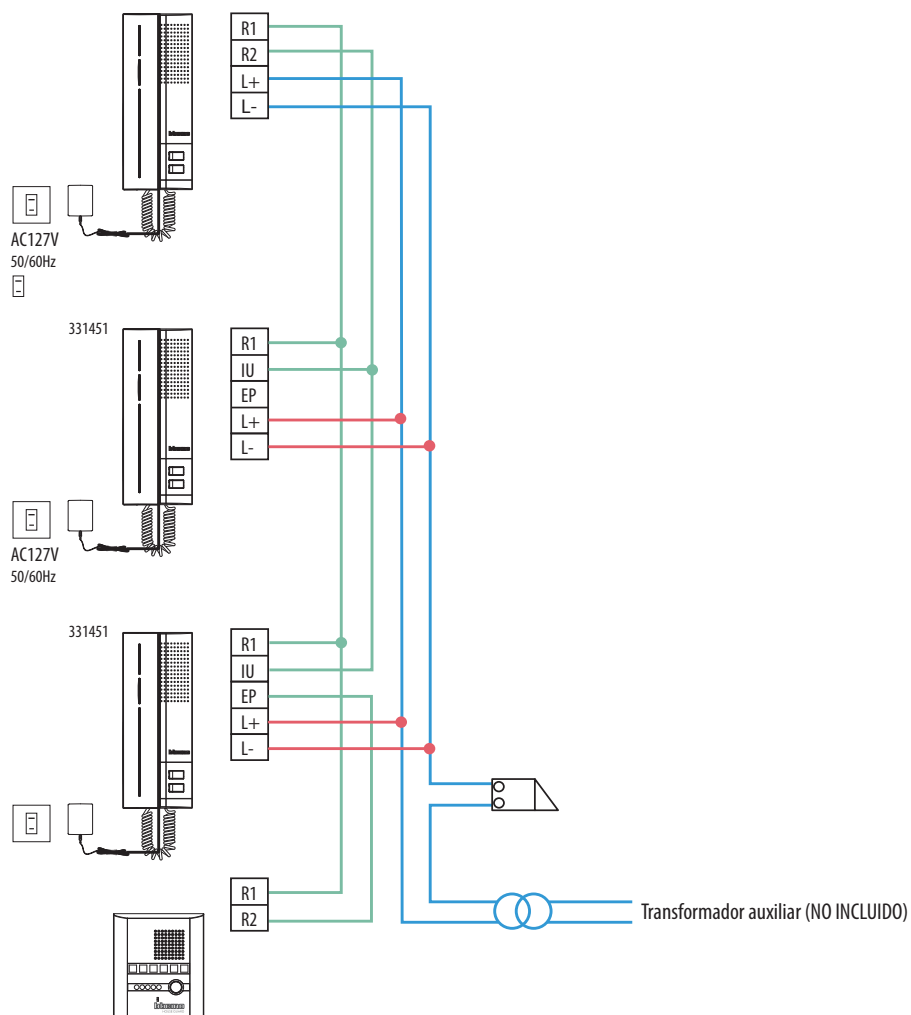 R1
R2
L+
L-
AC127V
50/60Hz
331451
R1
IU
EP
L+
L-
AC127V
50/60Hz
331451
R1
IU
EP
L+
L-
R1
R2
Transformador auxiliar (NO INCLUIDO)
bticino